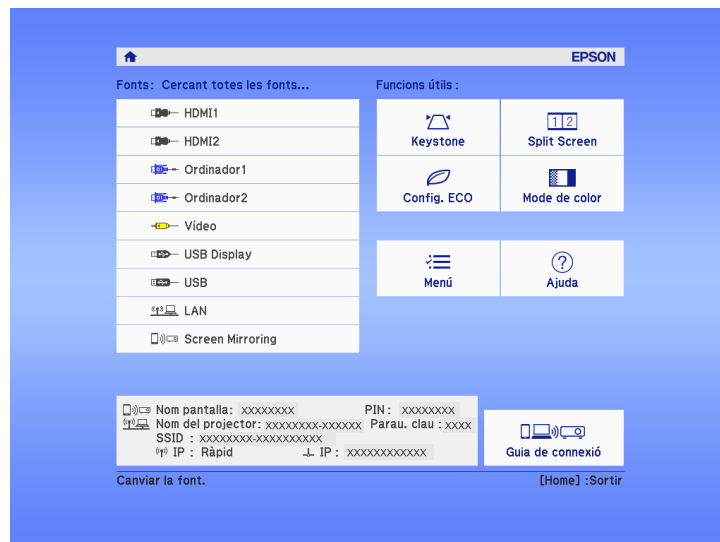 EPSON
Fonts: Cercant totes les fonts...
HDMI1
HDMI2
Ordinador1
Ordinador2
Vídeo
USB Display
USB
LAN
Screen Mirroring
Funcions útils :
Keystone
1 2
Split Screen
Config. ECO
Mode de color
Menú
?
Ajuda
Nom pantalla: XXXXXXXX PIN : XXXXXXXX
Nom del projector: XXXXXXXX-XXXXXX Parau. clau : XXXX
SSID : XXXXXXXX-XXXXXXXXXX
IP : Ràpid IP : XXXXXXXXXXXX
Guia de connexió
Canviar la font. [Home] :Sortir